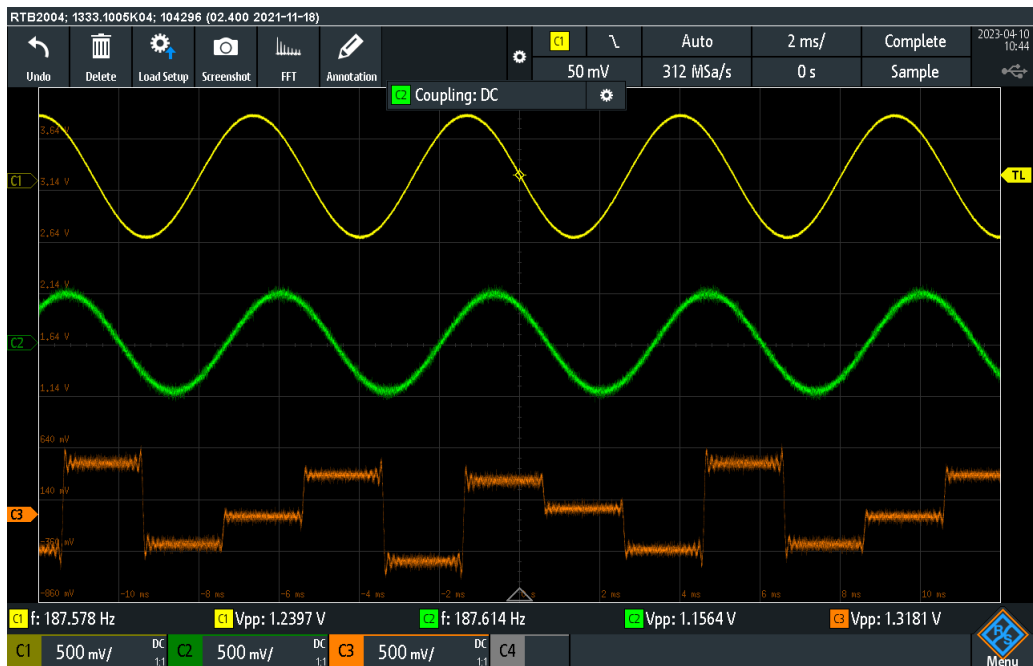 RTB2004; 1333.1005K04; 104296 (02.400 2021-11-18)
Undo Delete Load Setup Screenshot FFT Annotation
C1 Auto 2 ms/ Complete
50 mV 312 MSa/s 0 s Sample
2023-04-10
10:44
C2 Coupling: DC
3.64 V
C1 3.14 V
TL
2.64 V
2.14 V
C2 1.64 V
1.14 V
640 mV
140 mV
C3
-360 mV
-860 mV -10 ms -8 ms -6 ms -4 ms -2 ms 0 s 2 ms 4 ms 6 ms 8 ms 10 ms
C1 f: 187.578 Hz C1 Vpp: 1.2397 V C2 f: 187.614 Hz C2 Vpp: 1.1564 V C3 Vpp: 1.3181 V
C1 500 mV/ DC 1:1 C2 500 mV/ DC 1:1 C3 500 mV/ DC 1:1 C4
R S
Menu